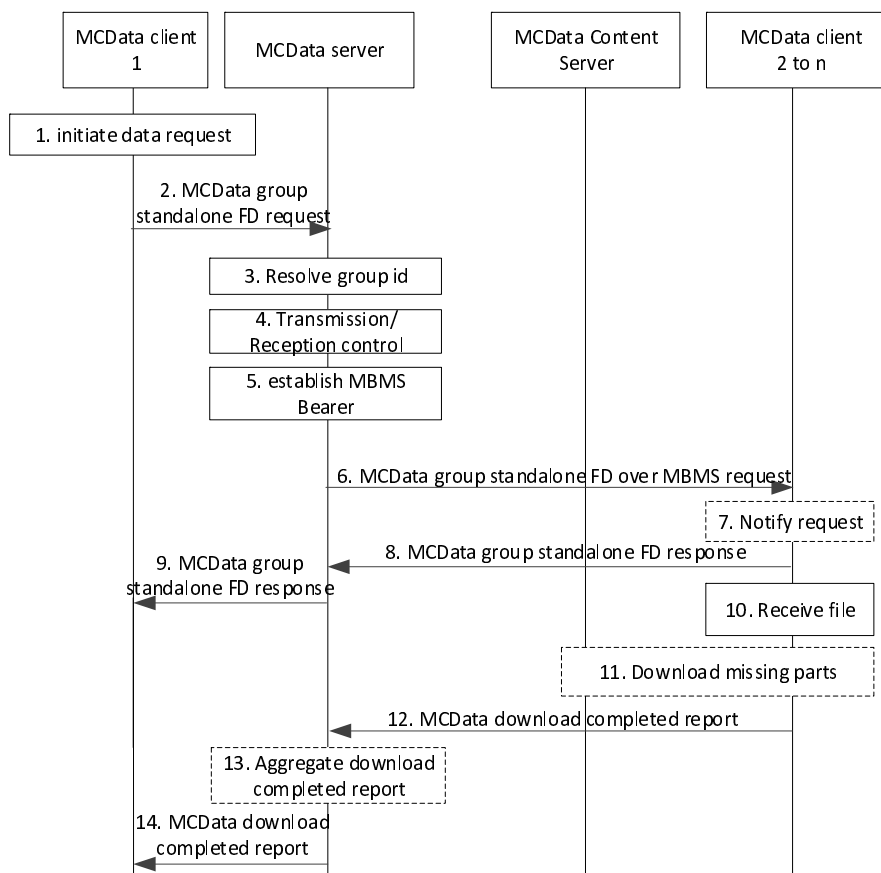 MCData client
1
MCData server
MCData Content
Server
MCData client
2 to n
1. initiate data request
2. MCData group
standalone FD request
3. Resolve group id
4. Transmission/
Reception control
5. establish MBMS
Bearer
6. MCData group standalone FD over MBMS request
7. Notify request
8. MCData group standalone FD response
9. MCData group
standalone FD response
10. Receive file
11. Download missing parts
12. MCData download completed report
13. Aggregate download
completed report
14. MCData download
completed report